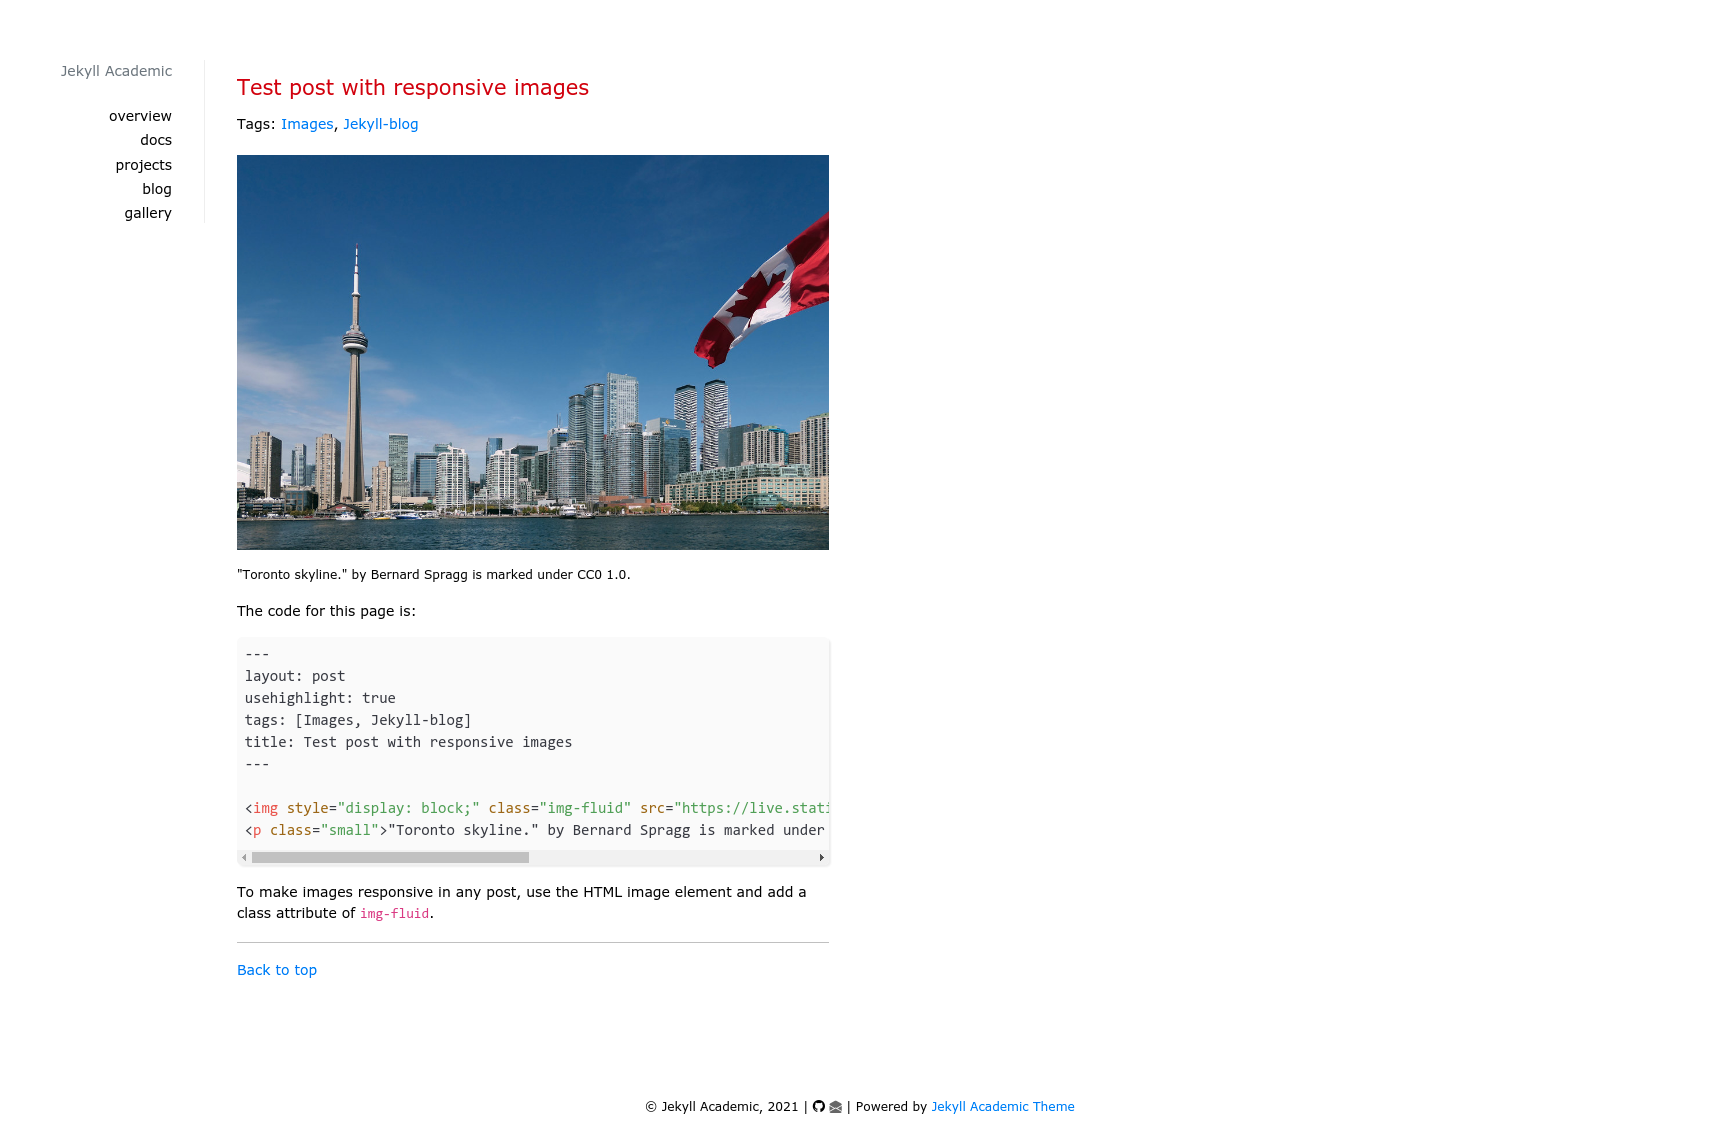 Jekyll Academic
overview
docs
projects
blog
gallery
Test post with responsive images
Tags: Images, Jekyll-blog
"Toronto skyline." by Bernard Spragg is marked under CC0 1.0.
The code for this page is:
---
layout: post
usehighlight: true
tags: [Images, Jekyll-blog]
title: Test post with responsive images
---
<img style="display: block;" class="img-fluid" src="https://live.stati
<p class="small">"Toronto skyline." by Bernard Spragg is marked under
To make images responsive in any post, use the HTML image element and add a
class attribute of img-fluid.
Back to top
© Jekyll Academic, 2021 | | Powered by Jekyll Academic Theme